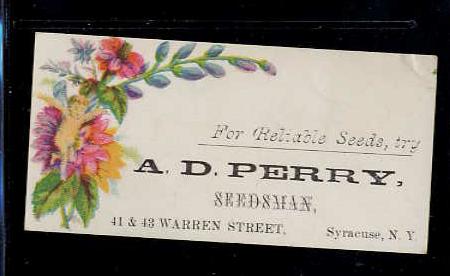 For Reliable Seeds, try
A. D. PERRY,
SEEDSMAN,
41 & 43 WARREN STREET, Syracuse, N. Y.